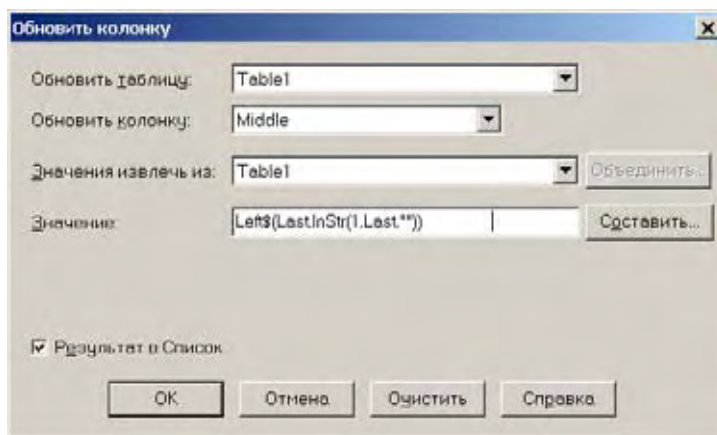 Обновить колонку
Обновить таблицу: Table1
Обновить колонку: Middle
Значения извлечь из: Table1 Объединить...
Значение: Left$(Last,InStr(1,Last,"")) Составить...
Результат в Список
ОК Отмена Очистить Справка